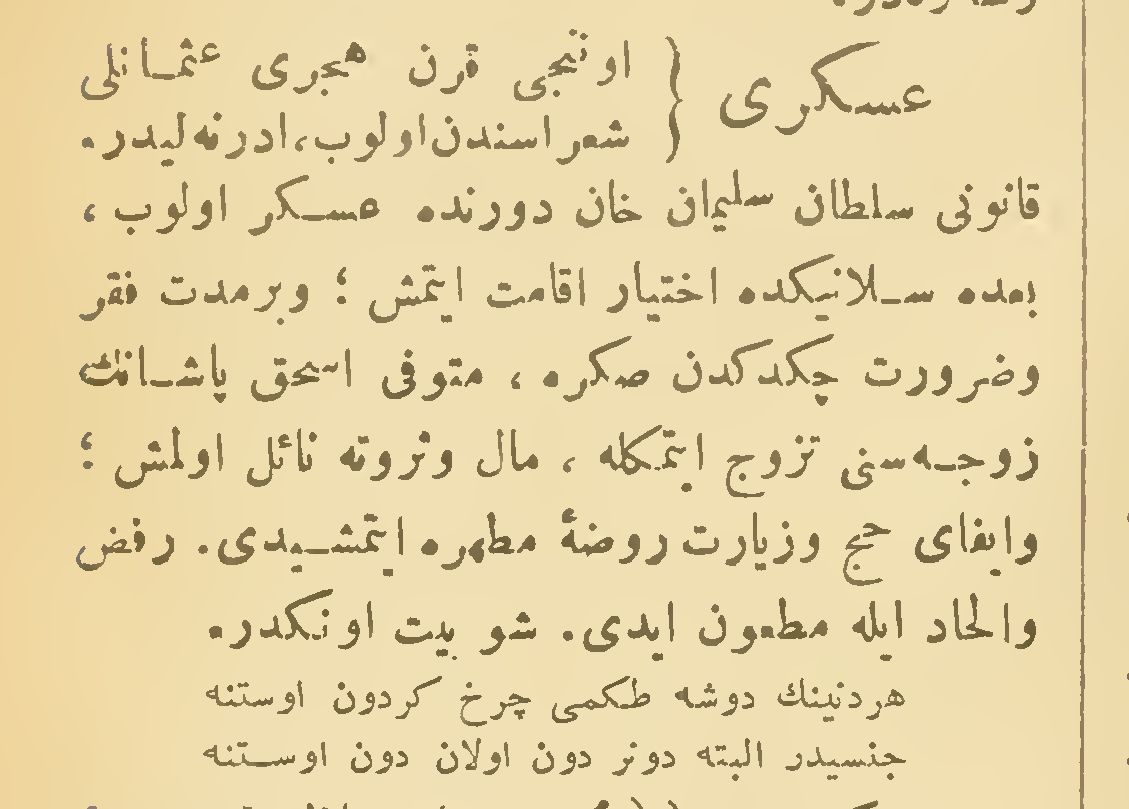 عسکری { اوننجی قرن هجری عثمانلی
شعراسندن اولوب، ادرنه‌لیدر.
قانونی سلطان سلیمان خان دورنده عسکر اولوب،
بعده سلانیکده اختیار اقامت ایتمش؛ وبرمدت فقر
وضرورت چکدکدن صکره، متوفی اسحق پاشانك
زوجه‌سنی تزوج ایتمکله، مال وثروته نائل اولمش؛
وایفای حج وزیارت روضهٔ مطهره ایتمشیدی. رفض
والحاد ایله مطعون ایدی. شو بیت اونکدر.
هردنینك دوشه طکمی چرخ کردون اوستنه
جنسیدر البته دونر دون اولان دون اوستنه